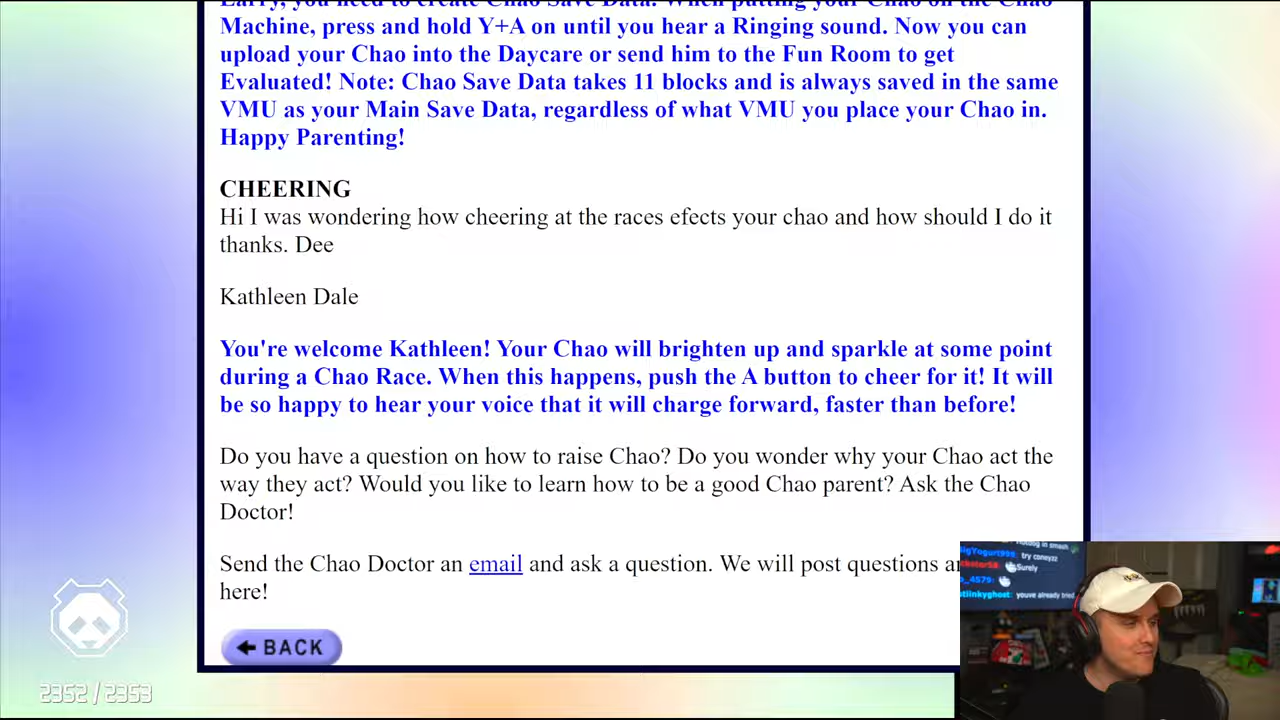 Larry, you need to create Chao Save Data! When putting your Chao on the Chao
Machine, press and hold Y+A on until you hear a Ringing sound. Now you can
upload your Chao into the Daycare or send him to the Fun Room to get
Evaluated! Note: Chao Save Data takes 11 blocks and is always saved in the same
VMU as your Main Save Data, regardless of what VMU you place your Chao in.
Happy Parenting!
CHEERING
Hi I was wondering how cheering at the races efects your chao and how should I do it
thanks. Dee
Kathleen Dale
You're welcome Kathleen! Your Chao will brighten up and sparkle at some point
during a Chao Race. When this happens, push the A button to cheer for it! It will
be so happy to hear your voice that it will charge forward, faster than before!
Do you have a question on how to raise Chao? Do you wonder why your Chao act the
way they act? Would you like to learn how to be a good Chao parent? Ask the Chao
Doctor!
Send the Chao Doctor an email and ask a question. We will post questions
here!
BACK
2352 / 2353
try coneyzz
Surely
youve already tried